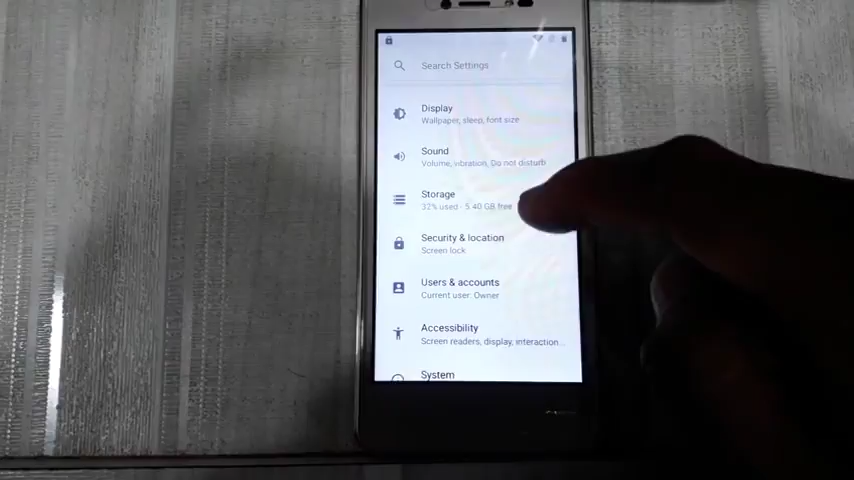 Search Settings
Display
Wallpaper, sleep, font size
Sound
Volume, vibration, Do not disturb
Storage
32% used - 5.40 GB free
Security & location
Screen lock
Users & accounts
Current user: Owner
Accessibility
Screen readers, display, interaction...
System